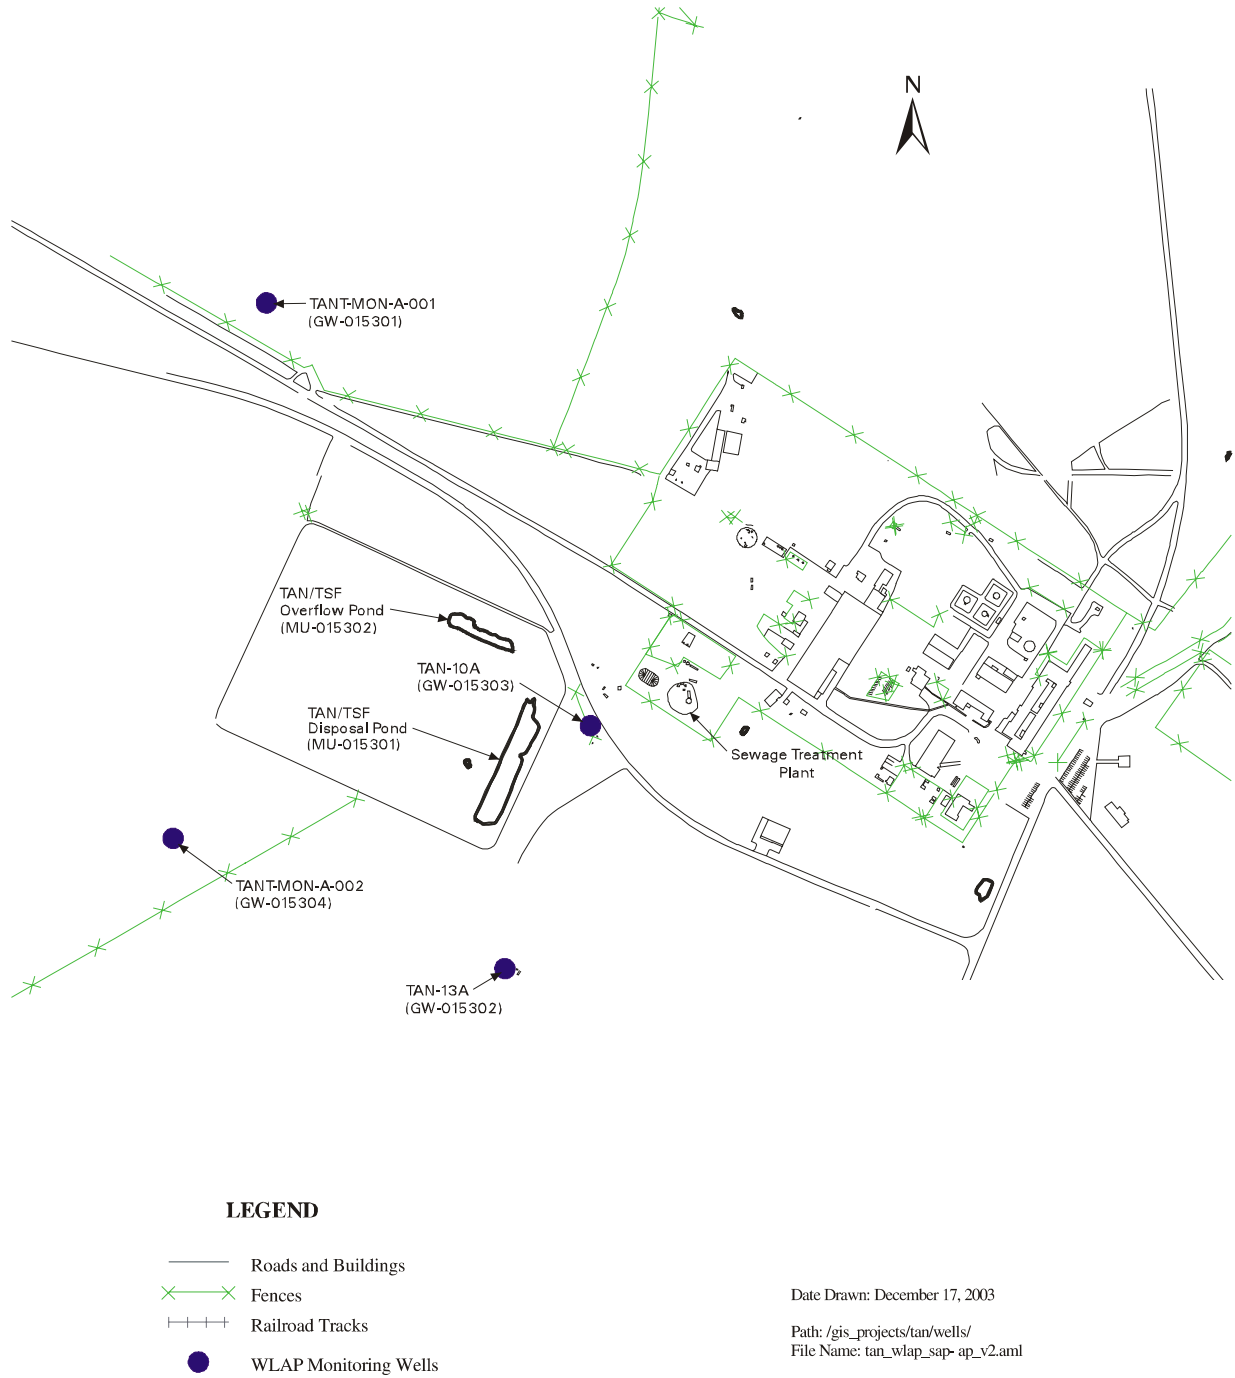 N
TANT-MON-A-001
(GW-015301)
TAN/TSF
Overflow Pond
(MU-015302)
TAN-10A
(GW-015303)
TAN/TSF
Disposal Pond
(MU-015301)
Sewage Treatment
Plant
TANT-MON-A-002
(GW-015304)
TAN-13A
(GW-015302)
LEGEND
Roads and Buildings
Fences
Railroad Tracks
WLAP Monitoring Wells
Date Drawn: December 17, 2003
Path: /gis_projects/tan/wells/
File Name: tan_wlap_sap- ap_v2.aml